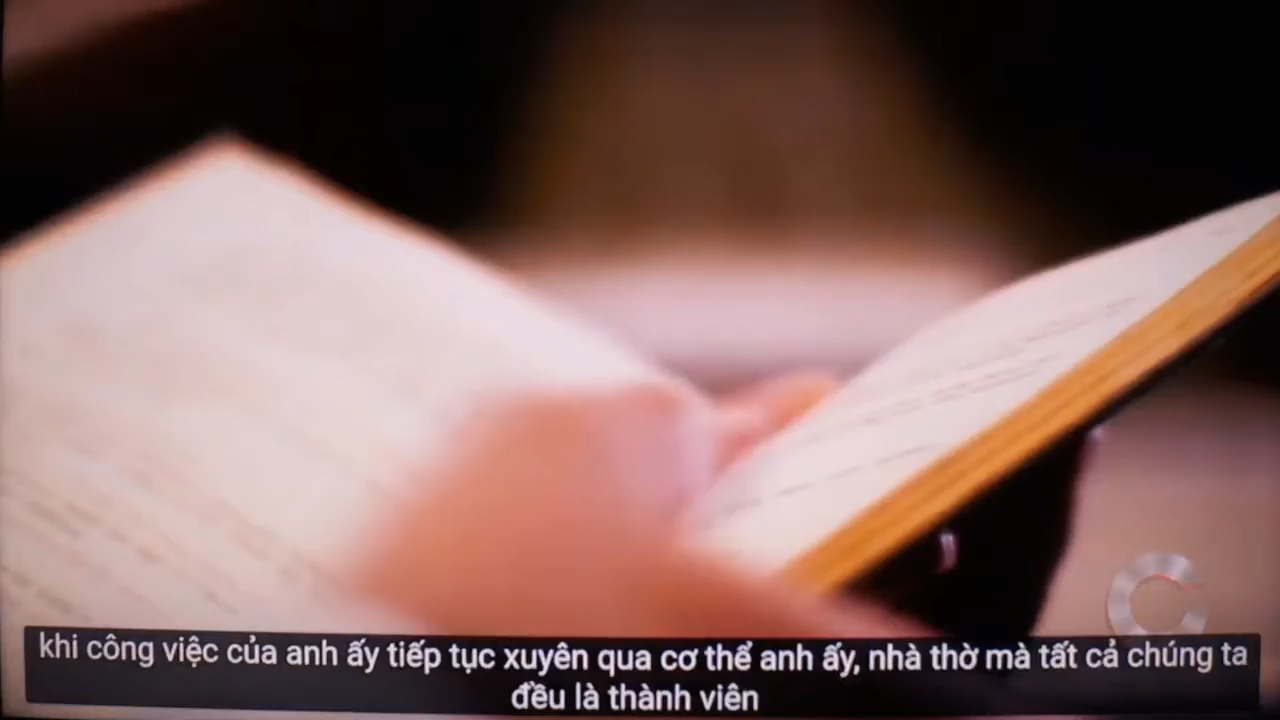 khi công việc của anh ấy tiếp tục xuyên qua cơ thể anh ấy, nhà thờ mà tất cả chúng ta
đều là thành viên